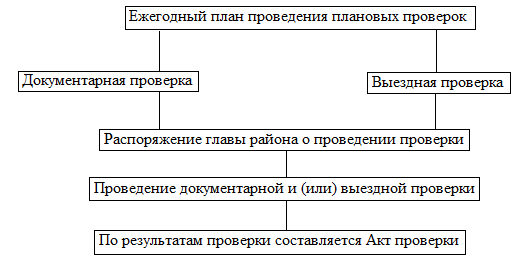 Ежегодный план проведения плановых проверок
Документарная проверка
Выездная проверка
Распоряжение главы района о проведении проверки
Проведение документарной и (или) выездной проверки
По результатам проверки составляется Акт проверки